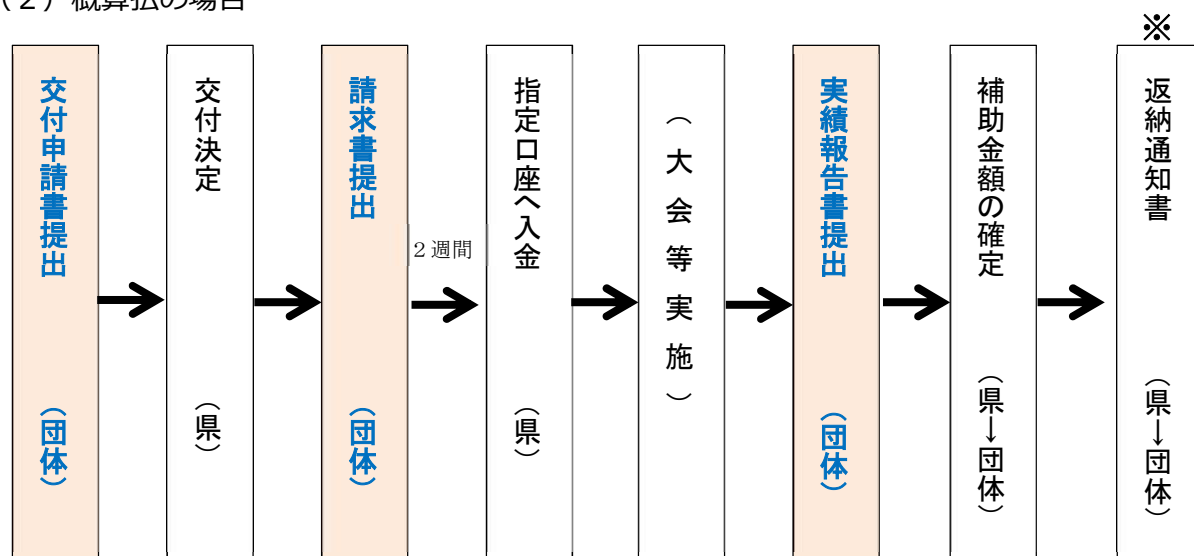 （２）概算払の場合
※
交付申請書提出（団体）
交付決定（県）
請求書提出（団体）
２週間
指定口座へ入金（県）
（大会等実施）
実績報告書提出（団体）
補助金額の確定（県→団体）
返納通知書（県→団体）